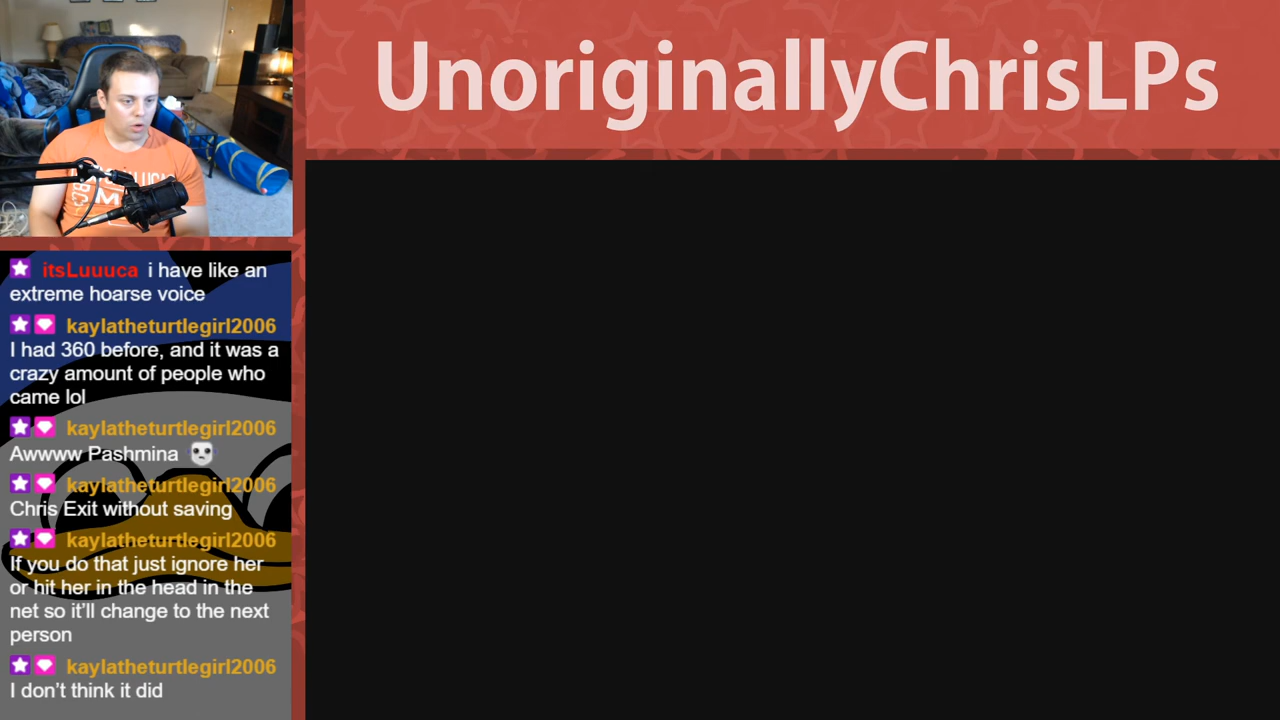 UnoriginallyChrisLPs
itsLuuuca i have like an
extreme hoarse voice
kaylatheturtlegirl2006
I had 360 before, and it was a
crazy amount of people who
came lol
kaylatheturtlegirl2006
Awwww Pashmina
kaylatheturtlegirl2006
Chris Exit without saving
kaylatheturtlegirl2006
If you do that just ignore her
or hit her in the head in the
net so it'll change to the next
person
kaylatheturtlegirl2006
I don't think it did